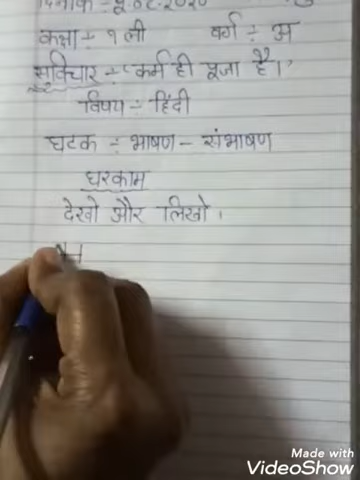 दिनांक ÷
कक्षा ÷ १ ली वर्ग ÷ अ
सुविचार ÷ "कर्म ही पूजा है।"
विषय ÷ हिंदी
घटक ÷ भाषण - संभाषण
घरकाम
देखो और लिखो।
Made with
VideoShow